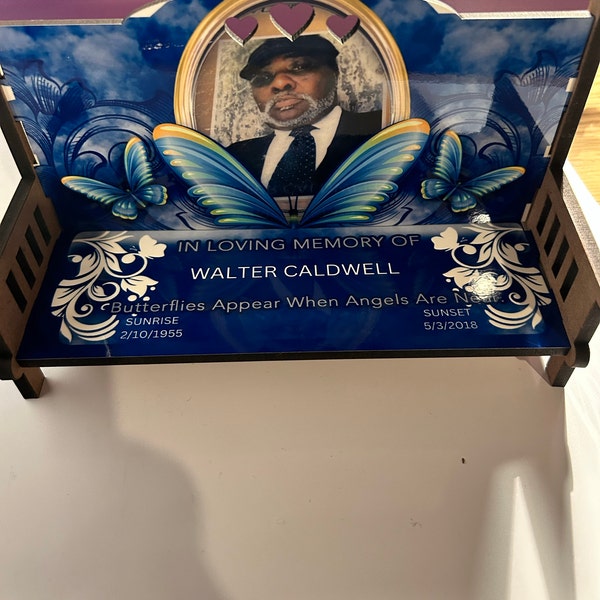 IN LOVING MEMORY OF
WALTER CALDWELL
Butterflies Appear When Angels Are Near
SUNRISE
2/10/1955
SUNSET
5/3/2018